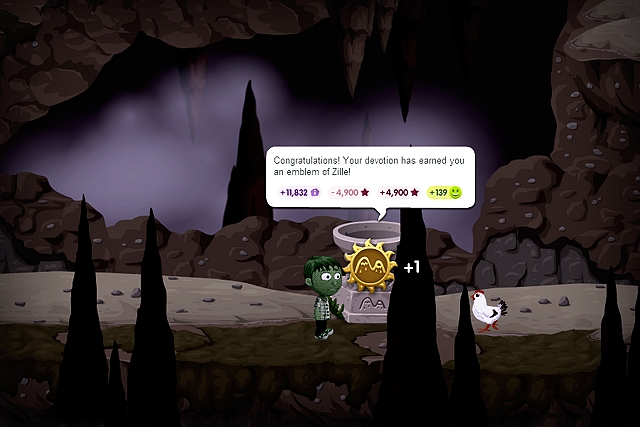 Congratulations! Your devotion has earned you
an emblem of Zille!
+11,832 -4,900 +4,900 +139
+1